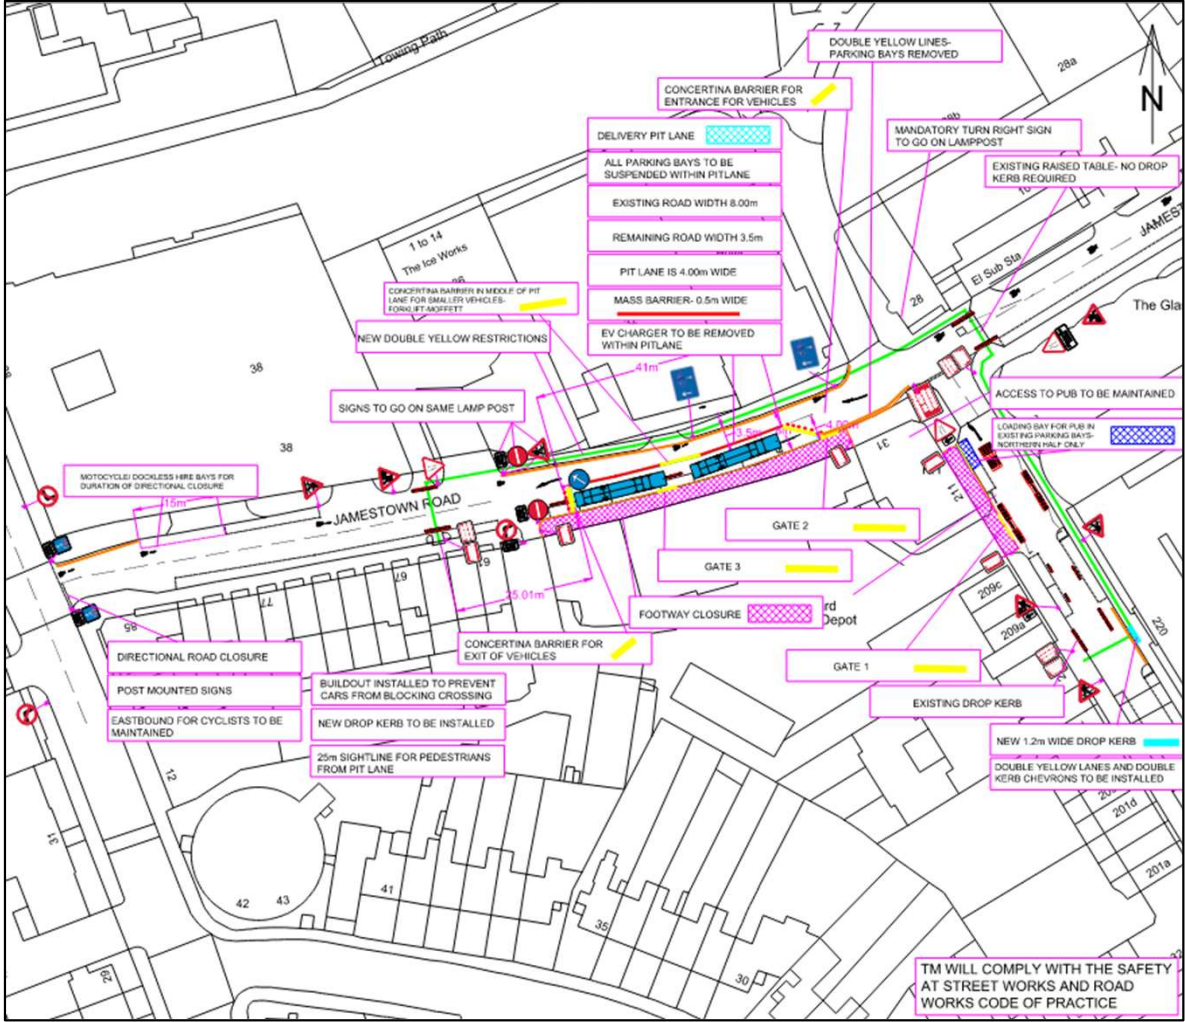 Towing Path
DOUBLE YELLOW LINES-
PARKING BAYS REMOVED
28a
N
CONCERTINA BARRIER FOR
ENTRANCE FOR VEHICLES
DELIVERY PIT LANE
MANDATORY TURN RIGHT SIGN
TO GO ON LAMPPOST
ALL PARKING BAYS TO BE
SUSPENDED WITHIN PITLANE
EXISTING RAISED TABLE- NO DROP
KERB REQUIRED
EXISTING ROAD WIDTH 8.00m
REMAINING ROAD WIDTH 3.5m
JAMEST
1 to 14
The Ice Works
El Sub Sta
PIT LANE IS 4.00m WIDE
CONCERTINA BARRIER IN MIDDLE OF PIT
LANE FOR SMALLER VEHICLES-
FORKLIFT-MOFFETT
MASS BARRIER- 0.5m WIDE
28
The Gla
NEW DOUBLE YELLOW RESTRICTIONS
EV CHARGER TO BE REMOVED
WITHIN PITLANE
38
41m
SIGNS TO GO ON SAME LAMP POST
ACCESS TO PUB TO BE MAINTAINED
LOADING BAY FOR PUB IN
EXISTING PARKING BAYS-
NORTHERN HALF ONLY
3.5m
4.00m
31
38
MOTOCYCLE/ DOCKLESS HIRE BAYS FOR
DURATION OF DIRECTIONAL CLOSURE
15m
JAMESTOWN ROAD
211
GATE 2
GATE 3
67
61
77
25.01m
85
FOOTWAY CLOSURE
rd
Depot
209c
209a
220
CONCERTINA BARRIER FOR
EXIT OF VEHICLES
GATE 1
DIRECTIONAL ROAD CLOSURE
POST MOUNTED SIGNS
BUILDOUT INSTALLED TO PREVENT
CARS FROM BLOCKING CROSSING
EXISTING DROP KERB
EASTBOUND FOR CYCLISTS TO BE
MAINTAINED
NEW DROP KERB TO BE INSTALLED
NEW 1.2m WIDE DROP KERB
25m SIGHTLINE FOR PEDESTRIANS
FROM PIT LANE
DOUBLE YELLOW LANES AND DOUBLE
KERB CHEVRONS TO BE INSTALLED
12
201d
31
201a
41
42
43
35
29
30
TM WILL COMPLY WITH THE SAFETY
AT STREET WORKS AND ROAD
WORKS CODE OF PRACTICE